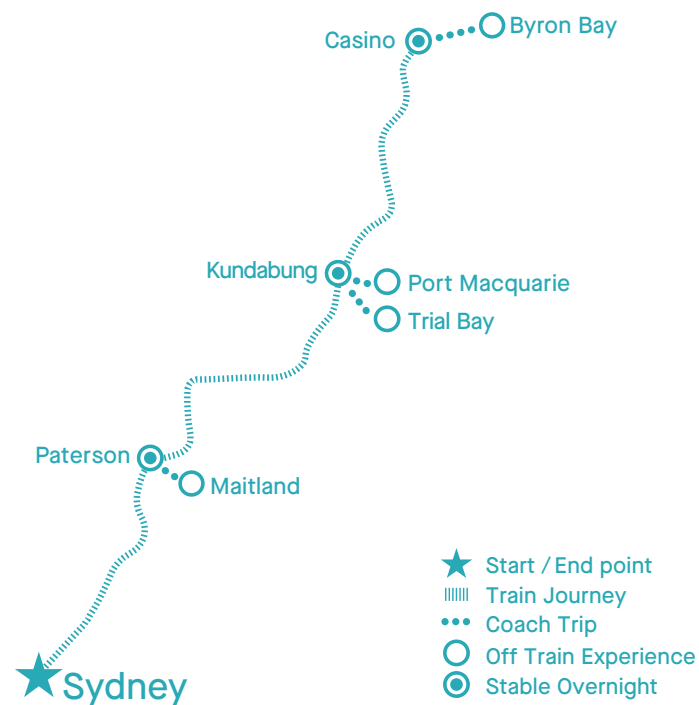 Byron Bay
Casino
Kundabung
Port Macquarie
Trial Bay
Paterson
Maitland
Sydney
Start / End point
Train Journey
Coach Trip
Off Train Experience
Stable Overnight